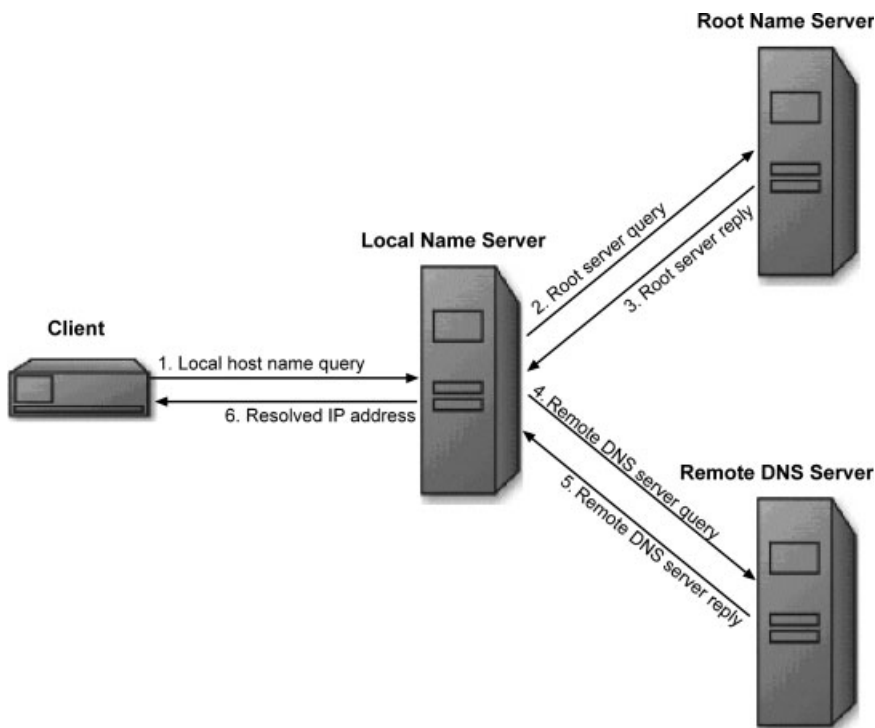 Root Name Server
Local Name Server
2. Root server query
3. Root server reply
Client
1. Local host name query
6. Resolved IP address
4. Remote DNS server query
5. Remote DNS server reply
Remote DNS Server